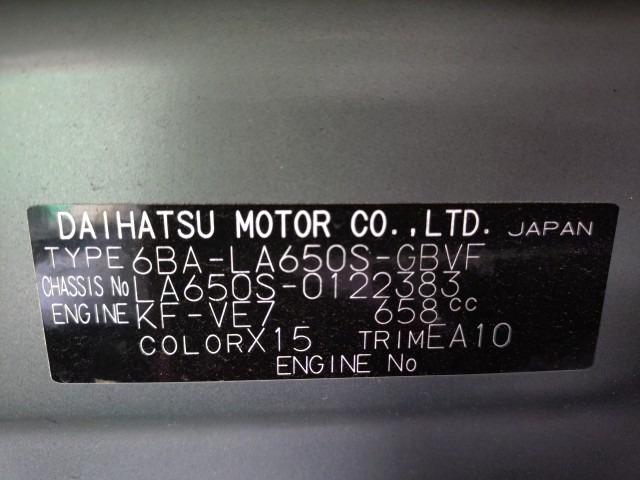 DAIHATSU MOTOR CO.,LTD. JAPAN
TYPE 6BA-LA650S-GBVF
CHASSIS No LA650S-0122383
ENGINE KF-VE7 658cc
COLOR X15 TRIM EA10
ENGINE No